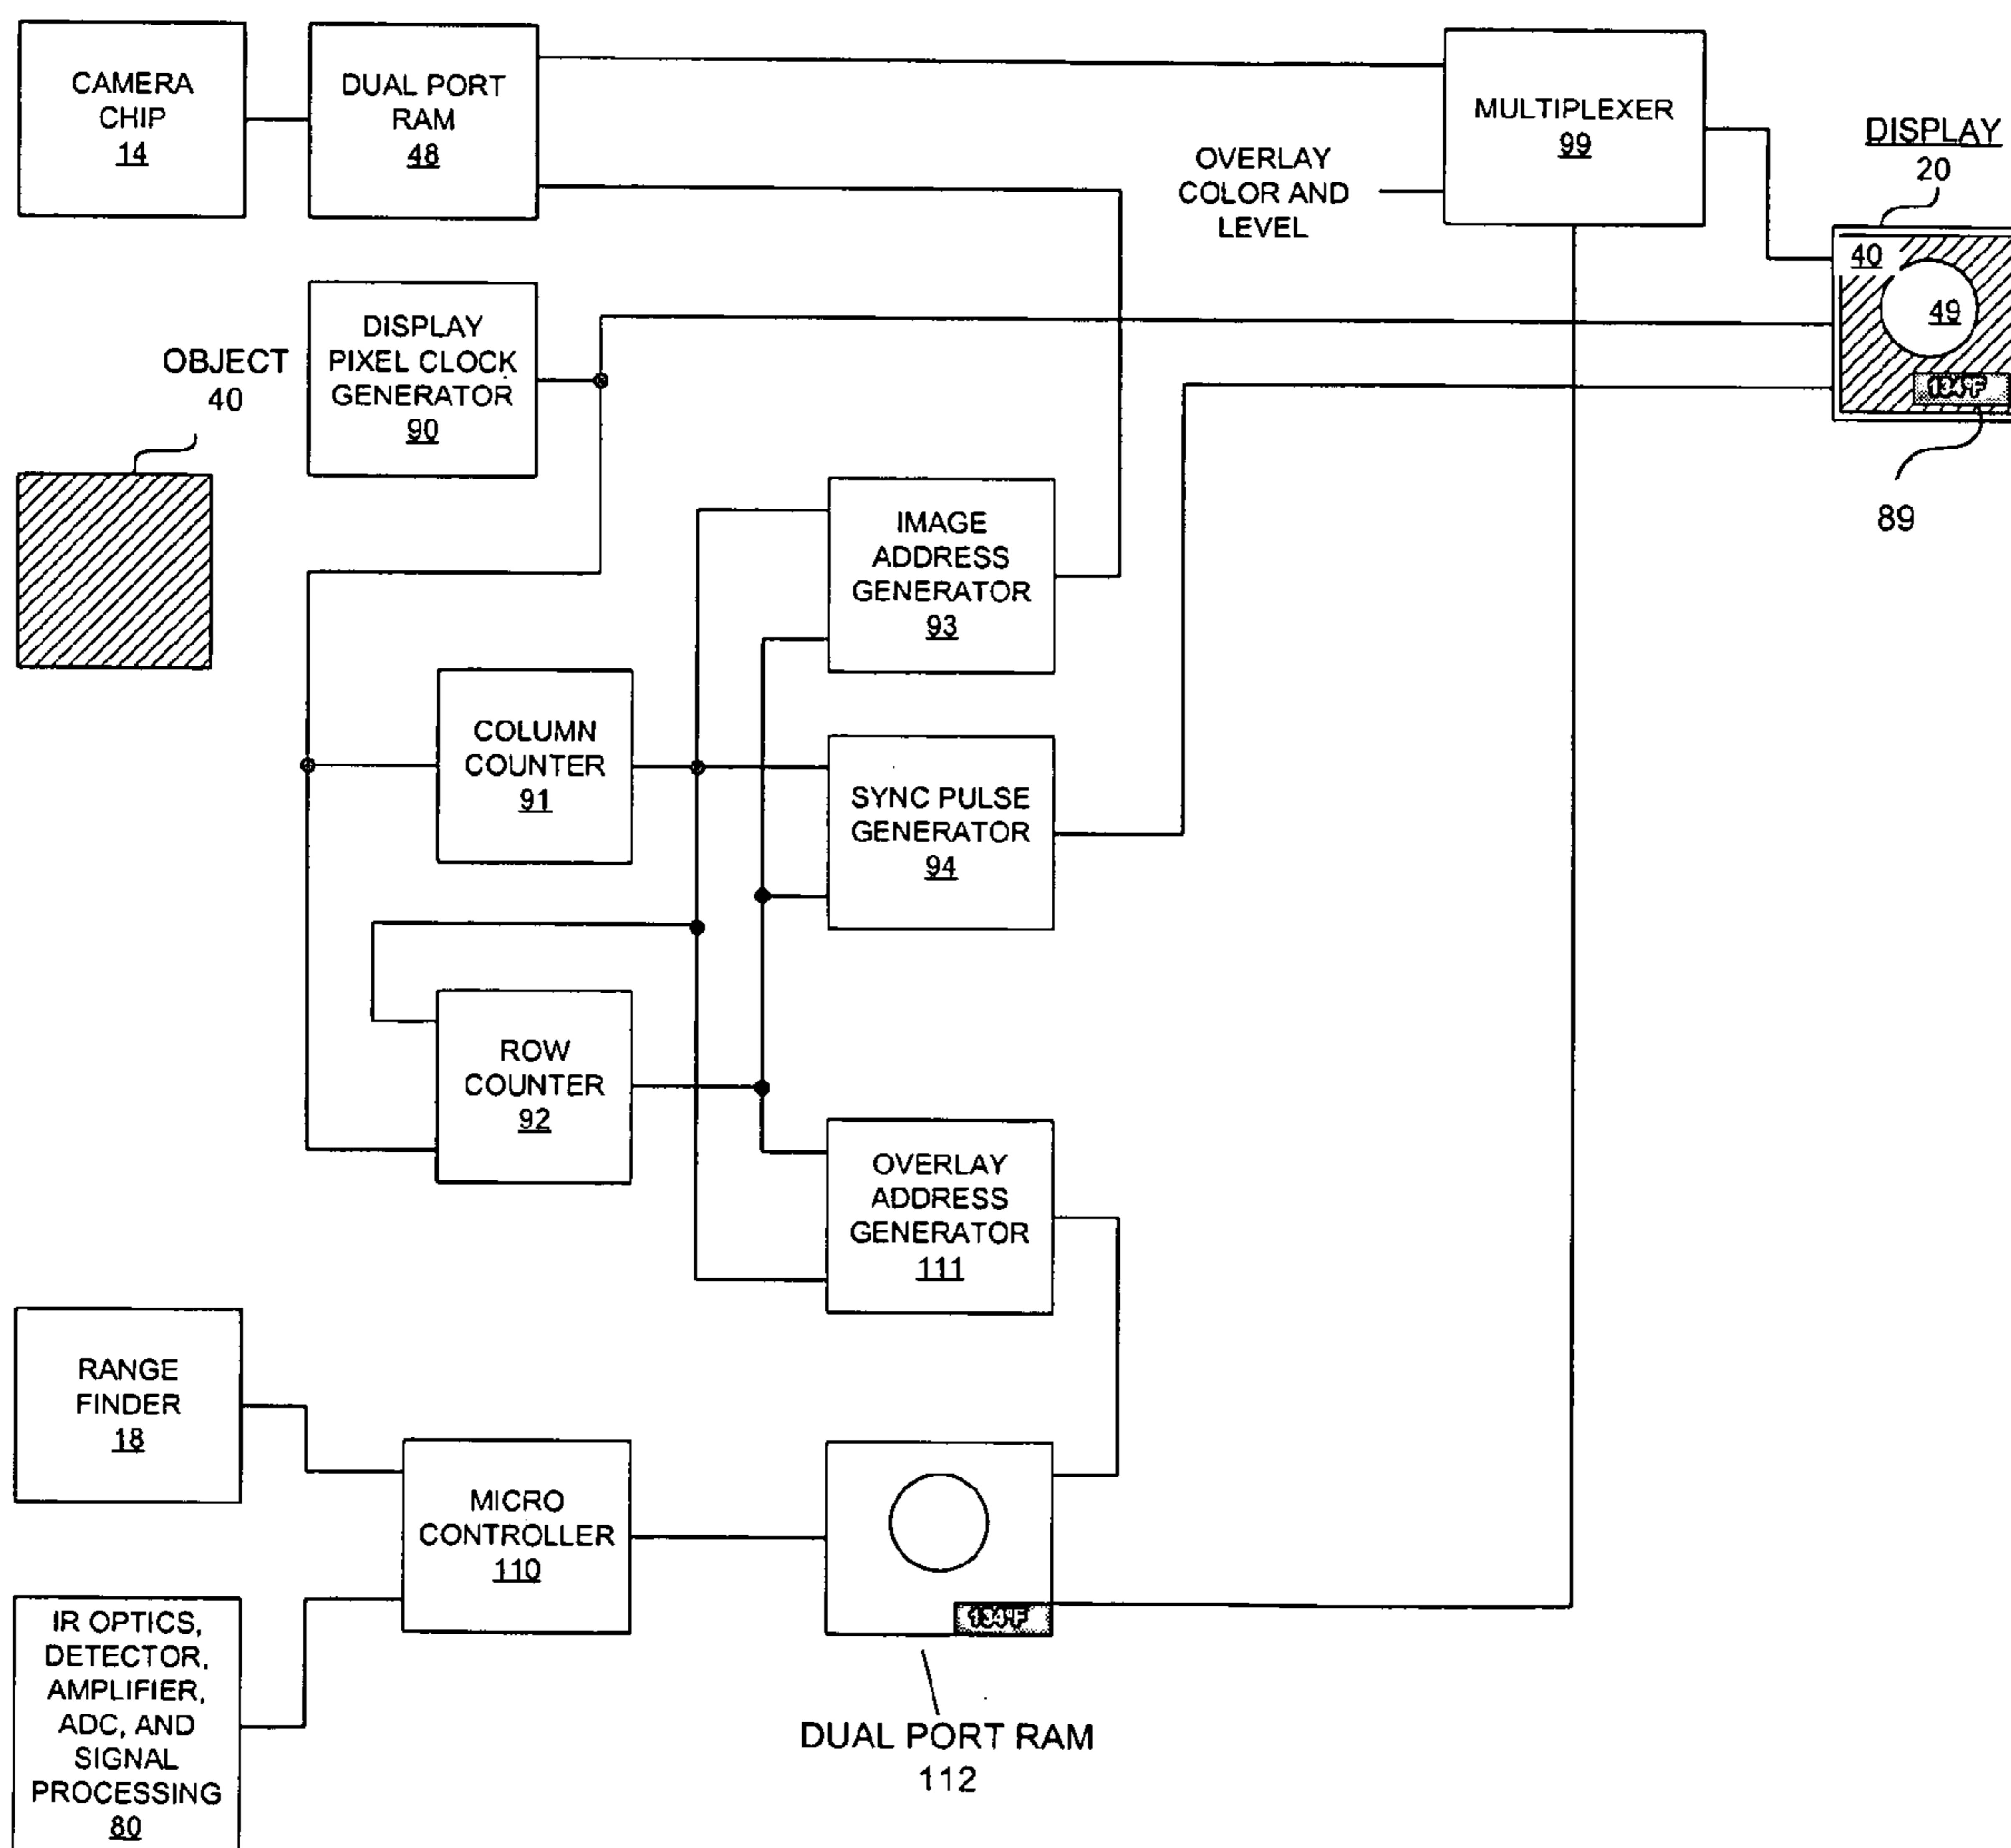 CAMERA
CHIP
14
DUAL PORT
RAM
48
MULTIPLEXER
99
OVERLAY
COLOR AND
LEVEL
DISPLAY
20
40
49
134°F
89
DISPLAY
PIXEL CLOCK
GENERATOR
90
OBJECT
40
IMAGE
ADDRESS
GENERATOR
93
COLUMN
COUNTER
91
SYNC PULSE
GENERATOR
94
ROW
COUNTER
92
OVERLAY
ADDRESS
GENERATOR
111
RANGE
FINDER
18
MICRO
CONTROLLER
110
134°F
IR OPTICS,
DETECTOR,
AMPLIFIER,
ADC, AND
SIGNAL
PROCESSING
80
DUAL PORT RAM
112